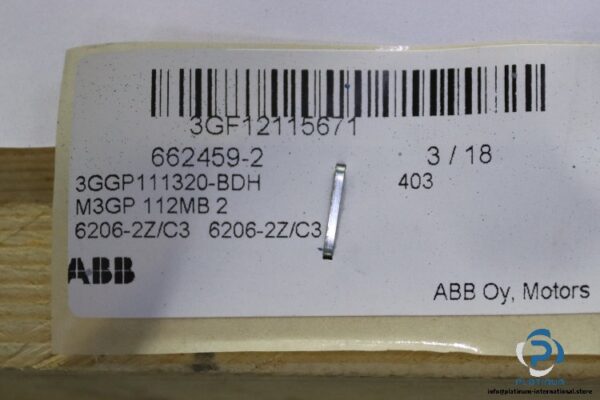 3GF12115671
662459-2 3 / 18
3GGP111320-BDH 403
M3GP 112MB 2
6206-2Z/C3 6206-2Z/C3
ABB
ABB Oy, Motors
PLATINUM
info@platinum-international.store